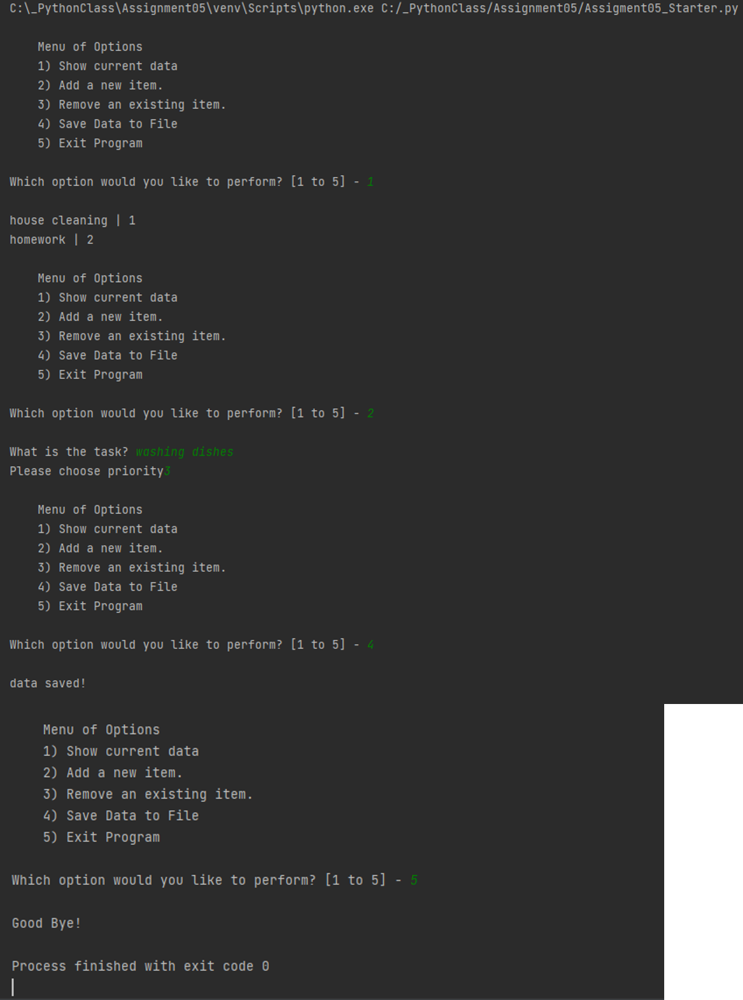 C:\_PythonClass\Assignment05\venv\Scripts\python.exe C:/_PythonClass/Assignment05/Assigment05_Starter.py
Menu of Options
1) Show current data
2) Add a new item.
3) Remove an existing item.
4) Save Data to File
5) Exit Program
Which option would you like to perform? [1 to 5] - 1
house cleaning | 1
homework | 2
Menu of Options
1) Show current data
2) Add a new item.
3) Remove an existing item.
4) Save Data to File
5) Exit Program
Which option would you like to perform? [1 to 5] - 2
What is the task? washing dishes
Please choose priority3
Menu of Options
1) Show current data
2) Add a new item.
3) Remove an existing item.
4) Save Data to File
5) Exit Program
Which option would you like to perform? [1 to 5] - 4
data saved!
Menu of Options
1) Show current data
2) Add a new item.
3) Remove an existing item.
4) Save Data to File
5) Exit Program
Which option would you like to perform? [1 to 5] - 5
Good Bye!
Process finished with exit code 0